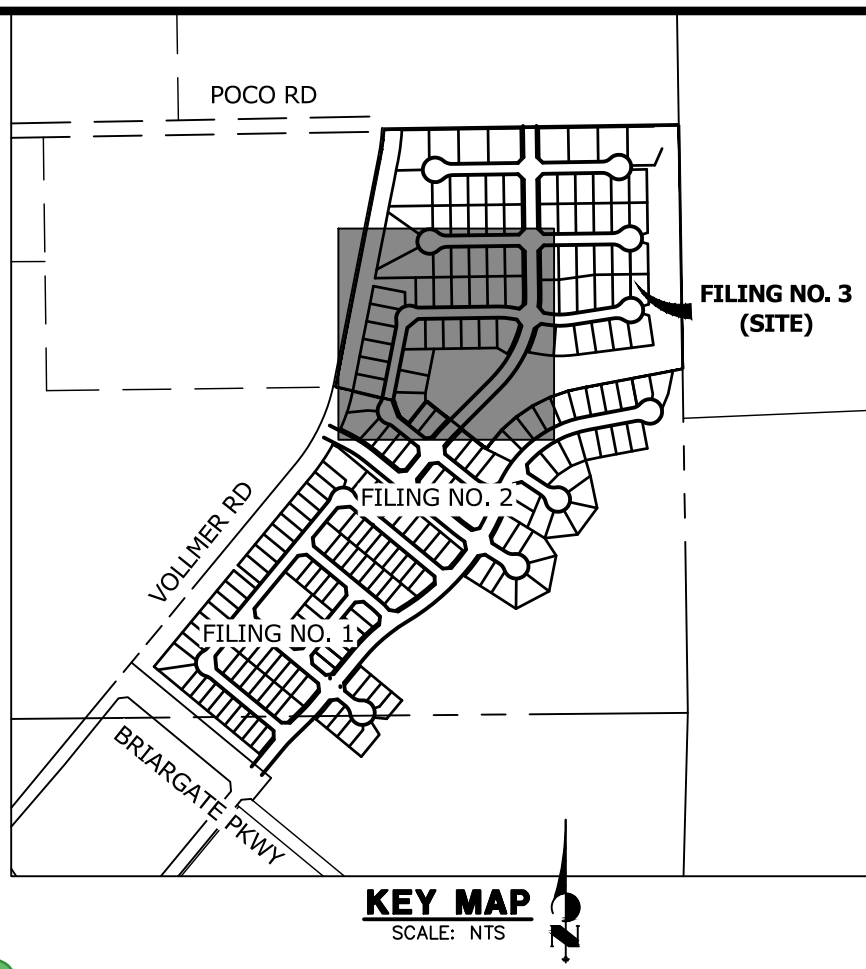 POCO RD
FILING NO. 3
(SITE)
FILING NO. 2
VOLLMER RD
FILING NO. 1
BRIARGATE PKWY
KEY MAP
SCALE: NTS
N